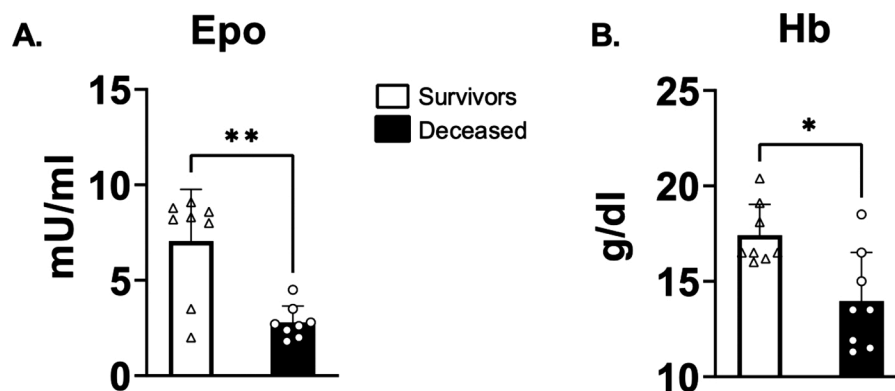 A.
Epo
15
10
5
0
mU/ml
**
Survivors
Deceased
B.
Hb
25
20
15
10
g/dl
*